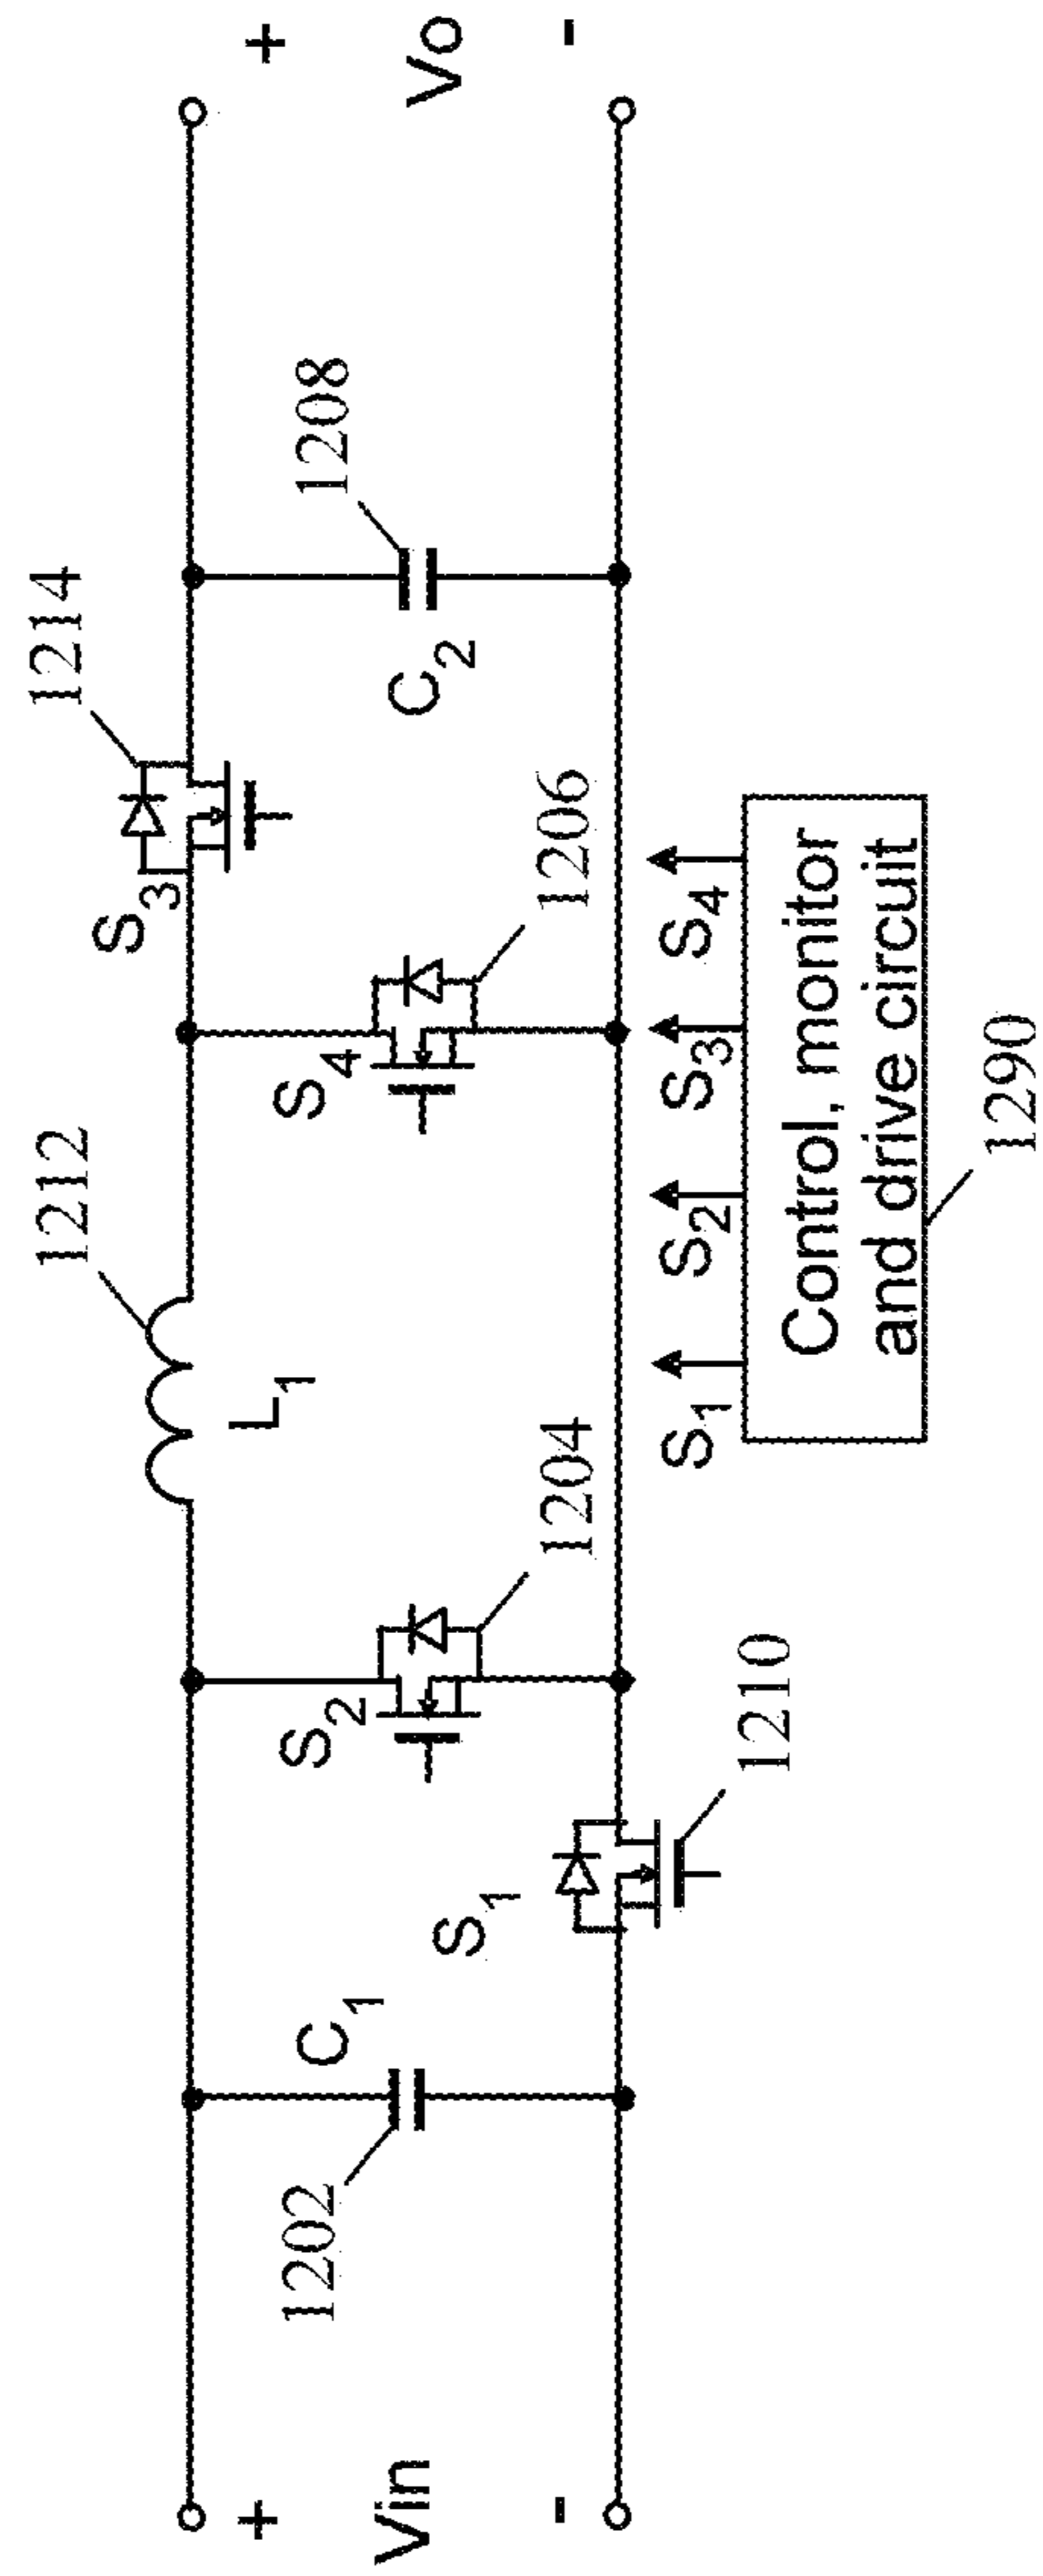 1212
1214
+
+
S3
L1
1202
C1
S2
S4
1208
Vin
Vo
C2
1204
1206
S1
-
-
1210
S1
S2
S3
S4
Control, monitor
and drive circuit
1290